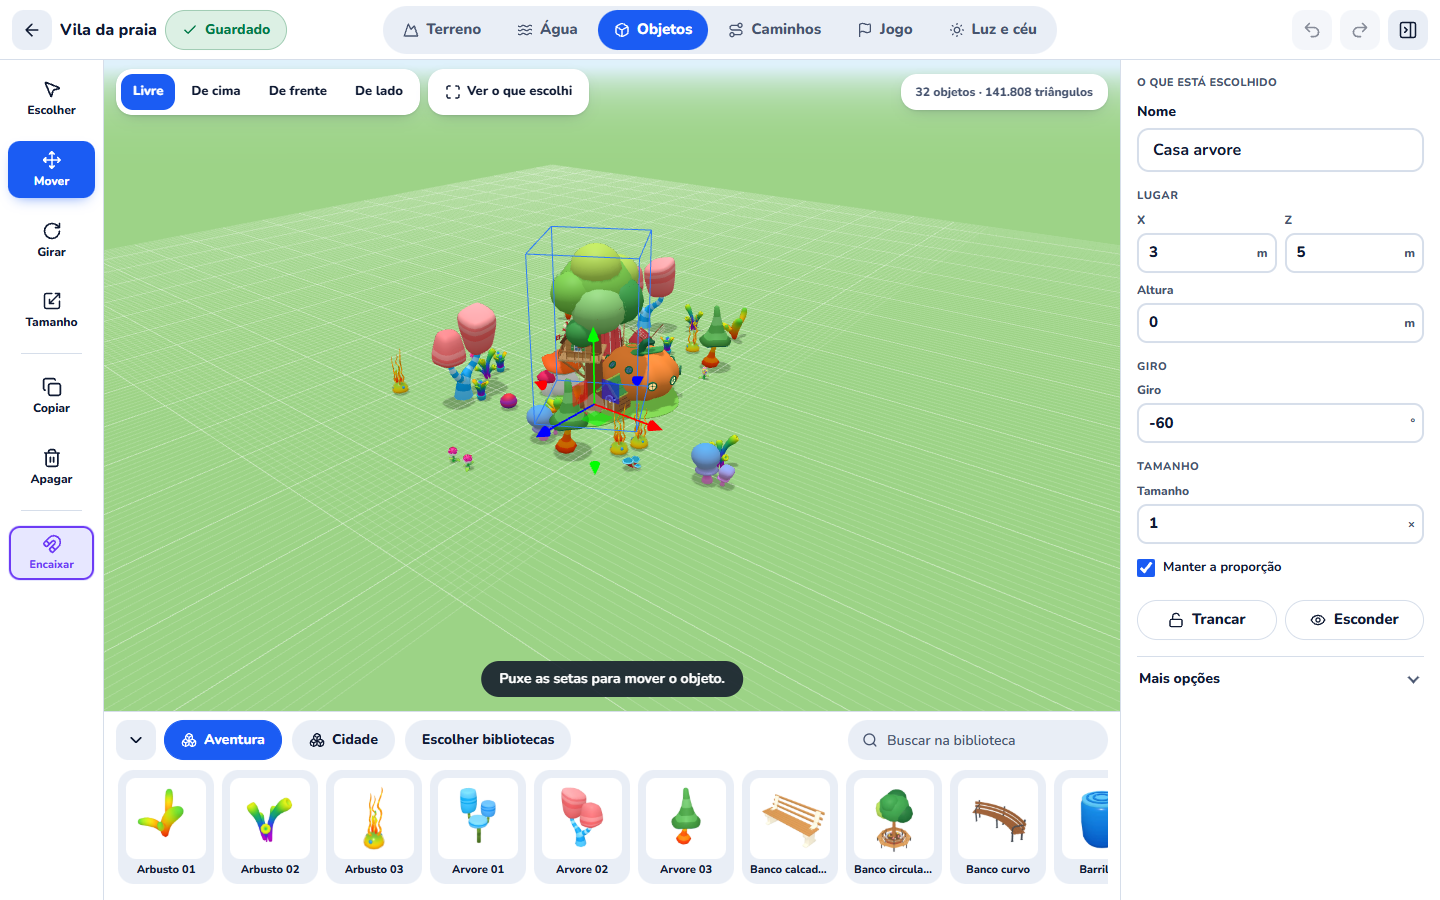 Vila da praia
Guardado
Terreno
Água
Objetos
Caminhos
Jogo
Luz e céu
Escolher
Mover
Girar
Tamanho
Copiar
Apagar
Encaixar
Livre
De cima
De frente
De lado
Ver o que escolhi
32 objetos · 141.808 triângulos
Puxe as setas para mover o objeto.
O QUE ESTÁ ESCOLHIDO
Nome
Casa arvore
LUGAR
X
Z
3 m
5 m
Altura
0 m
GIRO
Giro
-60 °
TAMANHO
Tamanho
1 ×
Manter a proporção
Trancar
Esconder
Mais opções
Aventura
Cidade
Escolher bibliotecas
Buscar na biblioteca
Arbusto 01
Arbusto 02
Arbusto 03
Arvore 01
Arvore 02
Arvore 03
Banco calcad...
Banco circula...
Banco curvo
Barril